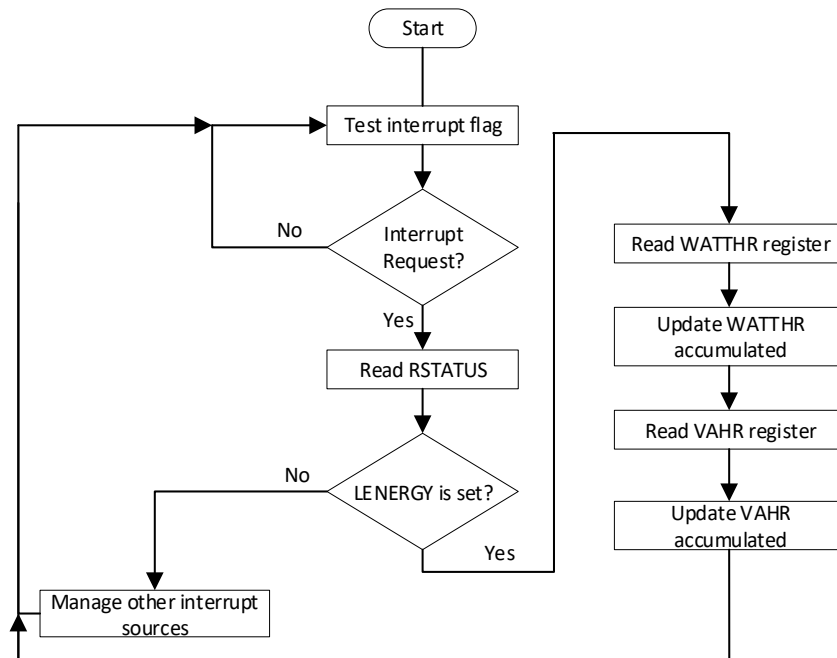 Start
Test interrupt flag
No
Interrupt
Request?
Yes
Read RSTATUS
No
LENERGY is set?
Yes
Manage other interrupt
sources
Read WATTHR register
Update WATTHR
accumulated
Read VAHR register
Update VAHR
accumulated